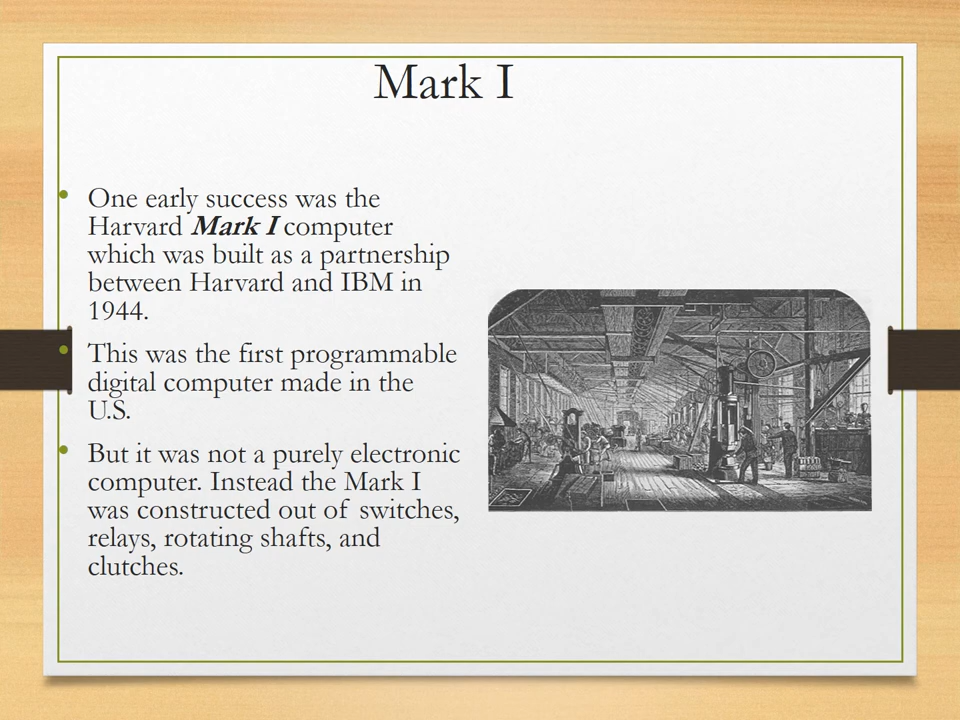 Mark I
• One early success was the
Harvard Mark I computer
which was built as a partnership
between Harvard and IBM in
1944.
• This was the first programmable
digital computer made in the
U.S.
• But it was not a purely electronic
computer. Instead the Mark I
was constructed out of switches,
relays, rotating shafts, and
clutches.